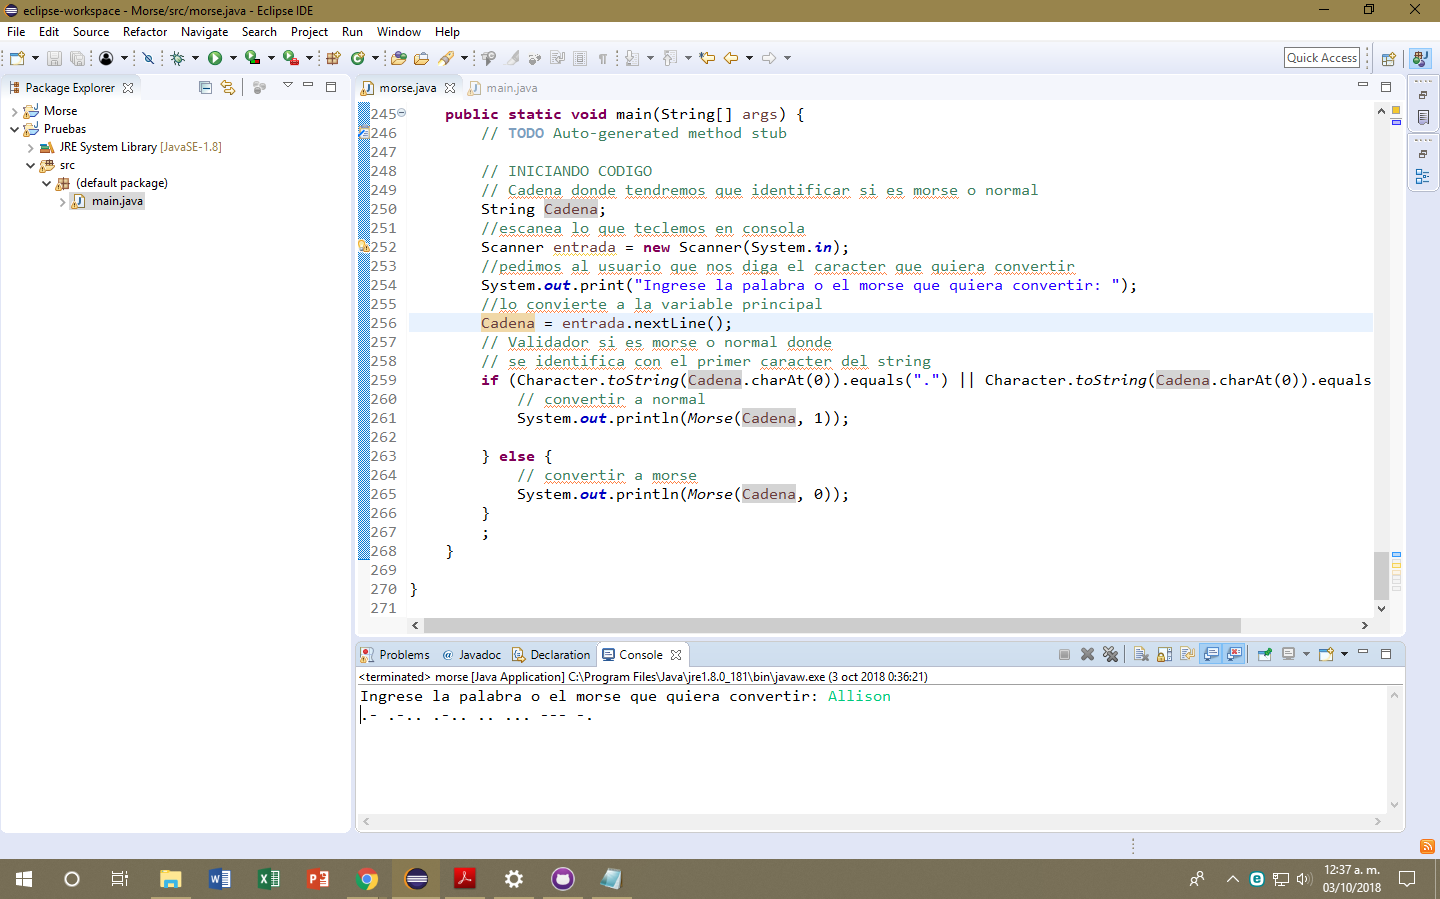 eclipse-workspace - Morse/src/morse.java - Eclipse IDE
File Edit Source Refactor Navigate Search Project Run Window Help
Quick Access
Package Explorer
Morse
Pruebas
JRE System Library [JavaSE-1.8]
src
(default package)
main.java
morse.java main.java
245 public static void main(String[] args) {
246 // TODO Auto-generated method stub
247
248 // INICIANDO CODIGO
249 // Cadena donde tendremos que identificar si es morse o normal
250 String Cadena;
251 //escanea lo que teclemos en consola
252 Scanner entrada = new Scanner(System.in);
253 //pedimos al usuario que nos diga el caracter que quiera convertir
254 System.out.print("Ingrese la palabra o el morse que quiera convertir: ");
255 //lo convierte a la variable principal
256 Cadena = entrada.nextLine();
257 // Validador si es morse o normal donde
258 // se identifica con el primer caracter del string
259 if (Character.toString(Cadena.charAt(0)).equals(".") || Character.toString(Cadena.charAt(0)).equals
260 // convertir a normal
261 System.out.println(Morse(Cadena, 1));
262
263 } else {
264 // convertir a morse
265 System.out.println(Morse(Cadena, 0));
266 }
267 ;
268 }
269
270 }
271
Problems @ Javadoc Declaration Console
<terminated> morse [Java Application] C:\Program Files\Java\jre1.8.0_181\bin\javaw.exe (3 oct 2018 0:36:21)
Ingrese la palabra o el morse que quiera convertir: Allison
.- .-.. .-.. .. ... --- -.
12:37 a. m.
03/10/2018